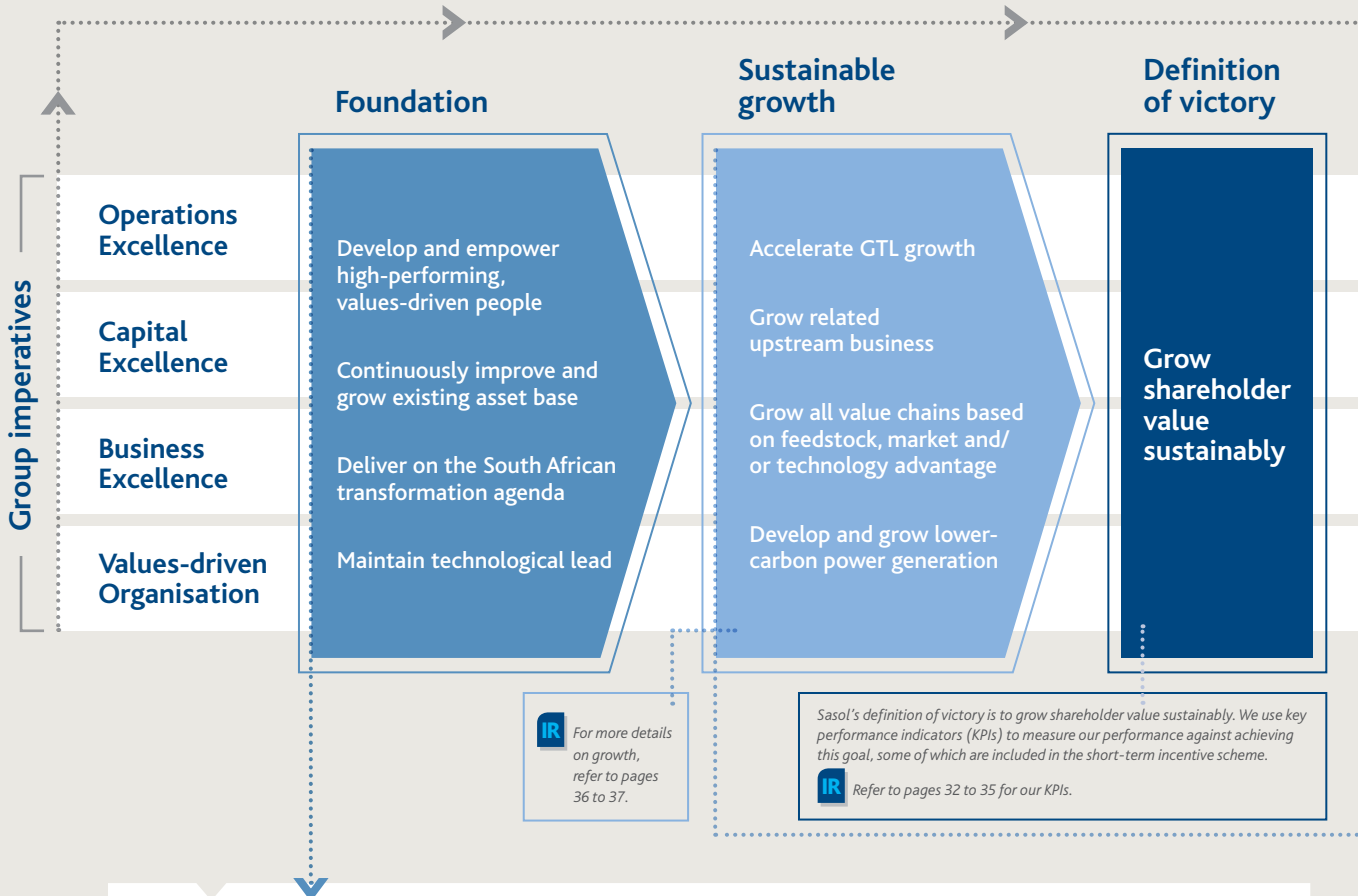 Foundation
Sustainable
growth
Definition
of victory
Group imperatives
Operations
Excellence
Capital
Excellence
Business
Excellence
Values-driven
Organisation
Develop and empower
high-performing,
values-driven people
Continuously improve and
grow existing asset base
Deliver on the South African
transformation agenda
Maintain technological lead
Accelerate GTL growth
Grow related
upstream business
Grow all value chains based
on feedstock, market and/
or technology advantage
Develop and grow lower-
carbon power generation
Grow
shareholder
value
sustainably
IR
For more details
on growth,
refer to pages
36 to 37.
Sasol's definition of victory is to grow shareholder value sustainably. We use key
performance indicators (KPIs) to measure our performance against achieving
this goal, some of which are included in the short-term incentive scheme.
IR Refer to pages 32 to 35 for our KPIs.